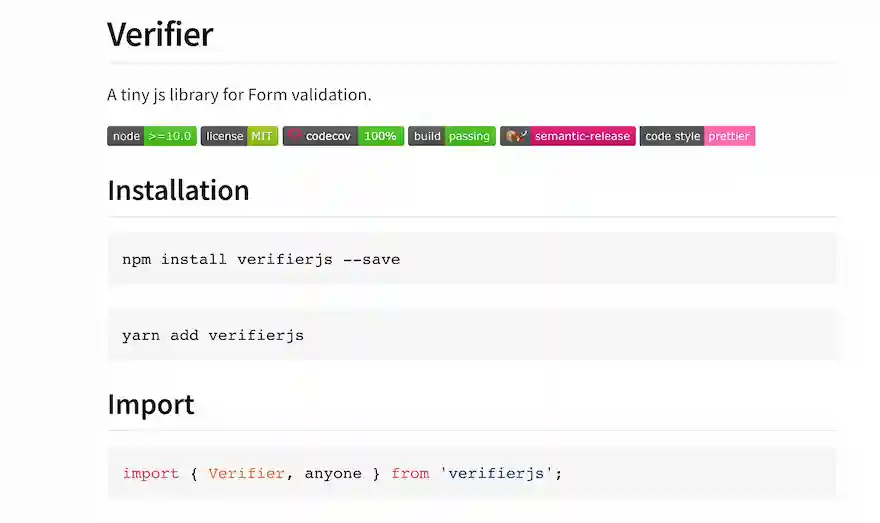 Verifier
A tiny js library for Form validation.
node >=10.0 license MIT codecov 100% build passing semantic-release code style prettier
Installation
npm install verifierjs --save
yarn add verifierjs
Import
import { Verifier, anyone } from 'verifierjs';